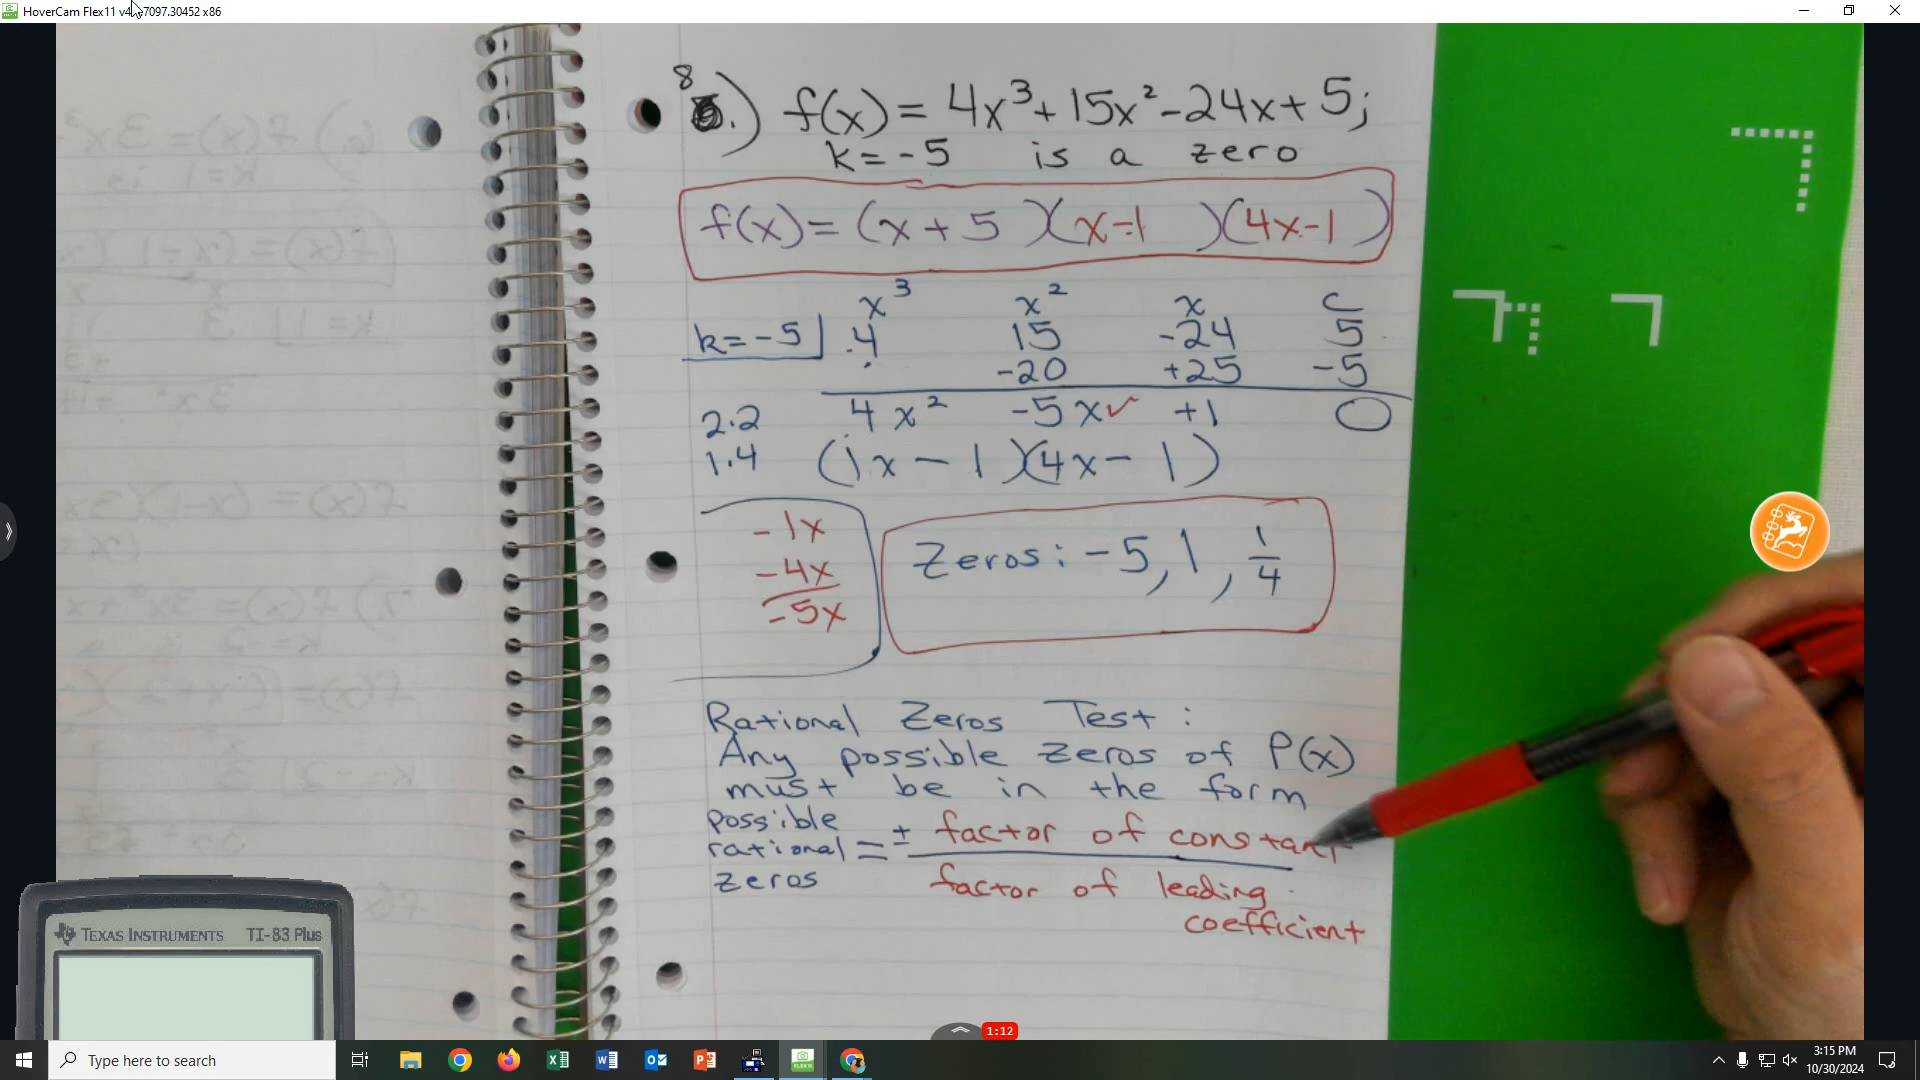 HoverCam Flex11 v4. 7097.30452 x86
8.) f(x) = 4x³ + 15x² - 24x + 5;
k = -5 is a zero
f(x) = (x + 5)(x - 1)(4x - 1)
x³ x² x c
k = -5 4 15 -24 5
-20 +25 -5
2·2 4x² -5x ✓ +1 0
1·4 (1x - 1)(4x - 1)
-1x
-4x
-5x
Zeros: -5, 1, 1/4
Rational Zeros Test:
Any possible zeros of P(x)
must be in the form
possible
rational = ± factor of constant
zeros factor of leading
coefficient
TEXAS INSTRUMENTS TI-83 Plus
1:12
Type here to search
3:15 PM
10/30/2024